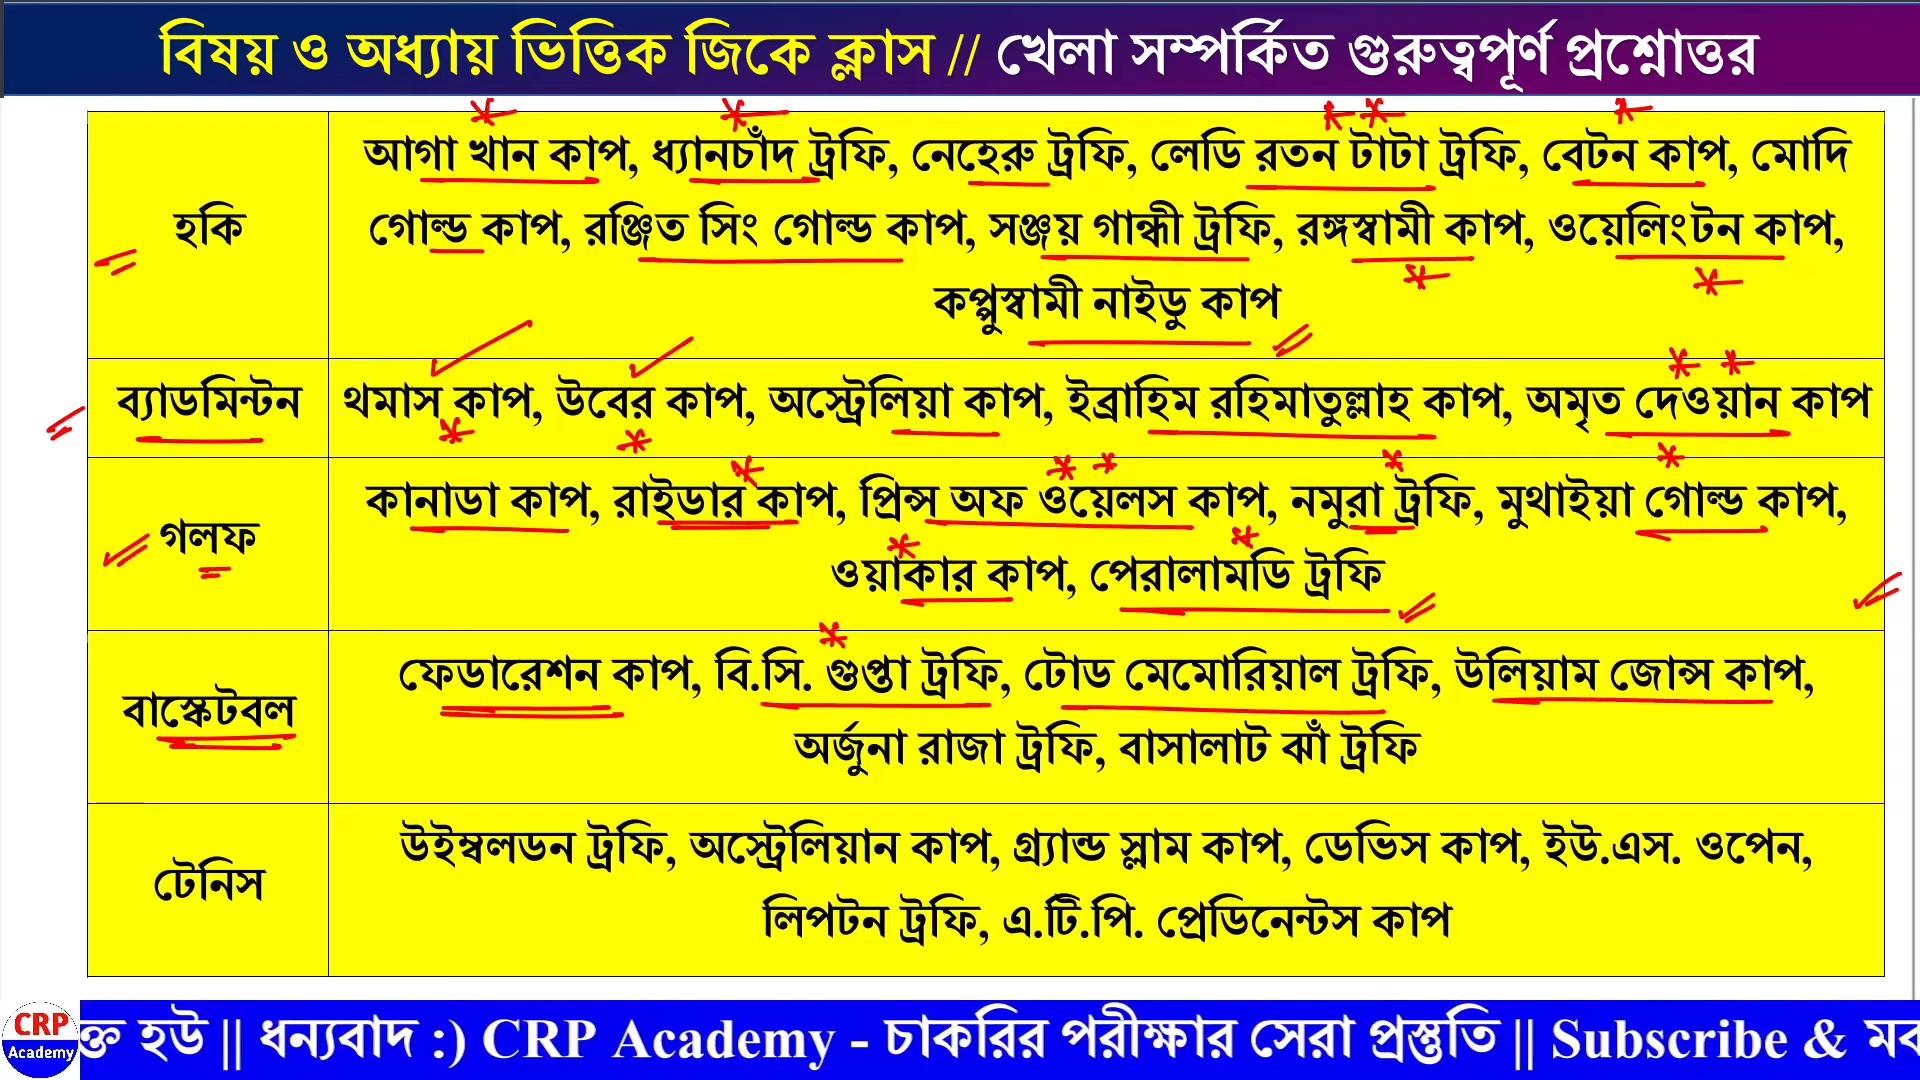 বিষয় ও অধ্যায় ভিত্তিক জিকে ক্লাস // খেলা সম্পর্কিত গুরুত্বপূর্ণ প্রশ্নোত্তর
হকি
আগা খান কাপ, ধ্যানচাঁদ ট্রফি, নেহেরু ট্রফি, লেডি রতন টাটা ট্রফি, বেটন কাপ, মোদি
গোল্ড কাপ, রঞ্জিত সিং গোল্ড কাপ, সঞ্জয় গান্ধী ট্রফি, রঙ্গস্বামী কাপ, ওয়েলিংটন কাপ,
কপ্পুস্বামী নাইডু কাপ
ব্যাডমিন্টন
থমাস কাপ, উবের কাপ, অস্ট্রেলিয়া কাপ, ইব্রাহিম রহিমাতুল্লাহ কাপ, অমৃত দেওয়ান কাপ
গলফ
কানাডা কাপ, রাইডার কাপ, প্রিন্স অফ ওয়েলস কাপ, নমুরা ট্রফি, মুথাইয়া গোল্ড কাপ,
ওয়াকার কাপ, পেরালামডি ট্রফি
বাস্কেটবল
ফেডারেশন কাপ, বি.সি. গুপ্তা ট্রফি, টোড মেমোরিয়াল ট্রফি, উলিয়াম জোন্স কাপ,
অর্জুনা রাজা ট্রফি, বাসালাট ঝাঁ ট্রফি
টেনিস
উইম্বলডন ট্রফি, অস্ট্রেলিয়ান কাপ, গ্র্যান্ড স্লাম কাপ, ডেভিস কাপ, ইউ.এস. ওপেন,
লিপটন ট্রফি, এ.টি.পি. প্রেডিনেন্টস কাপ
CRP
Academy
ক্ত হউ || ধন্যবাদ :) CRP Academy - চাকরির পরীক্ষার সেরা প্রস্তুতি || Subscribe &